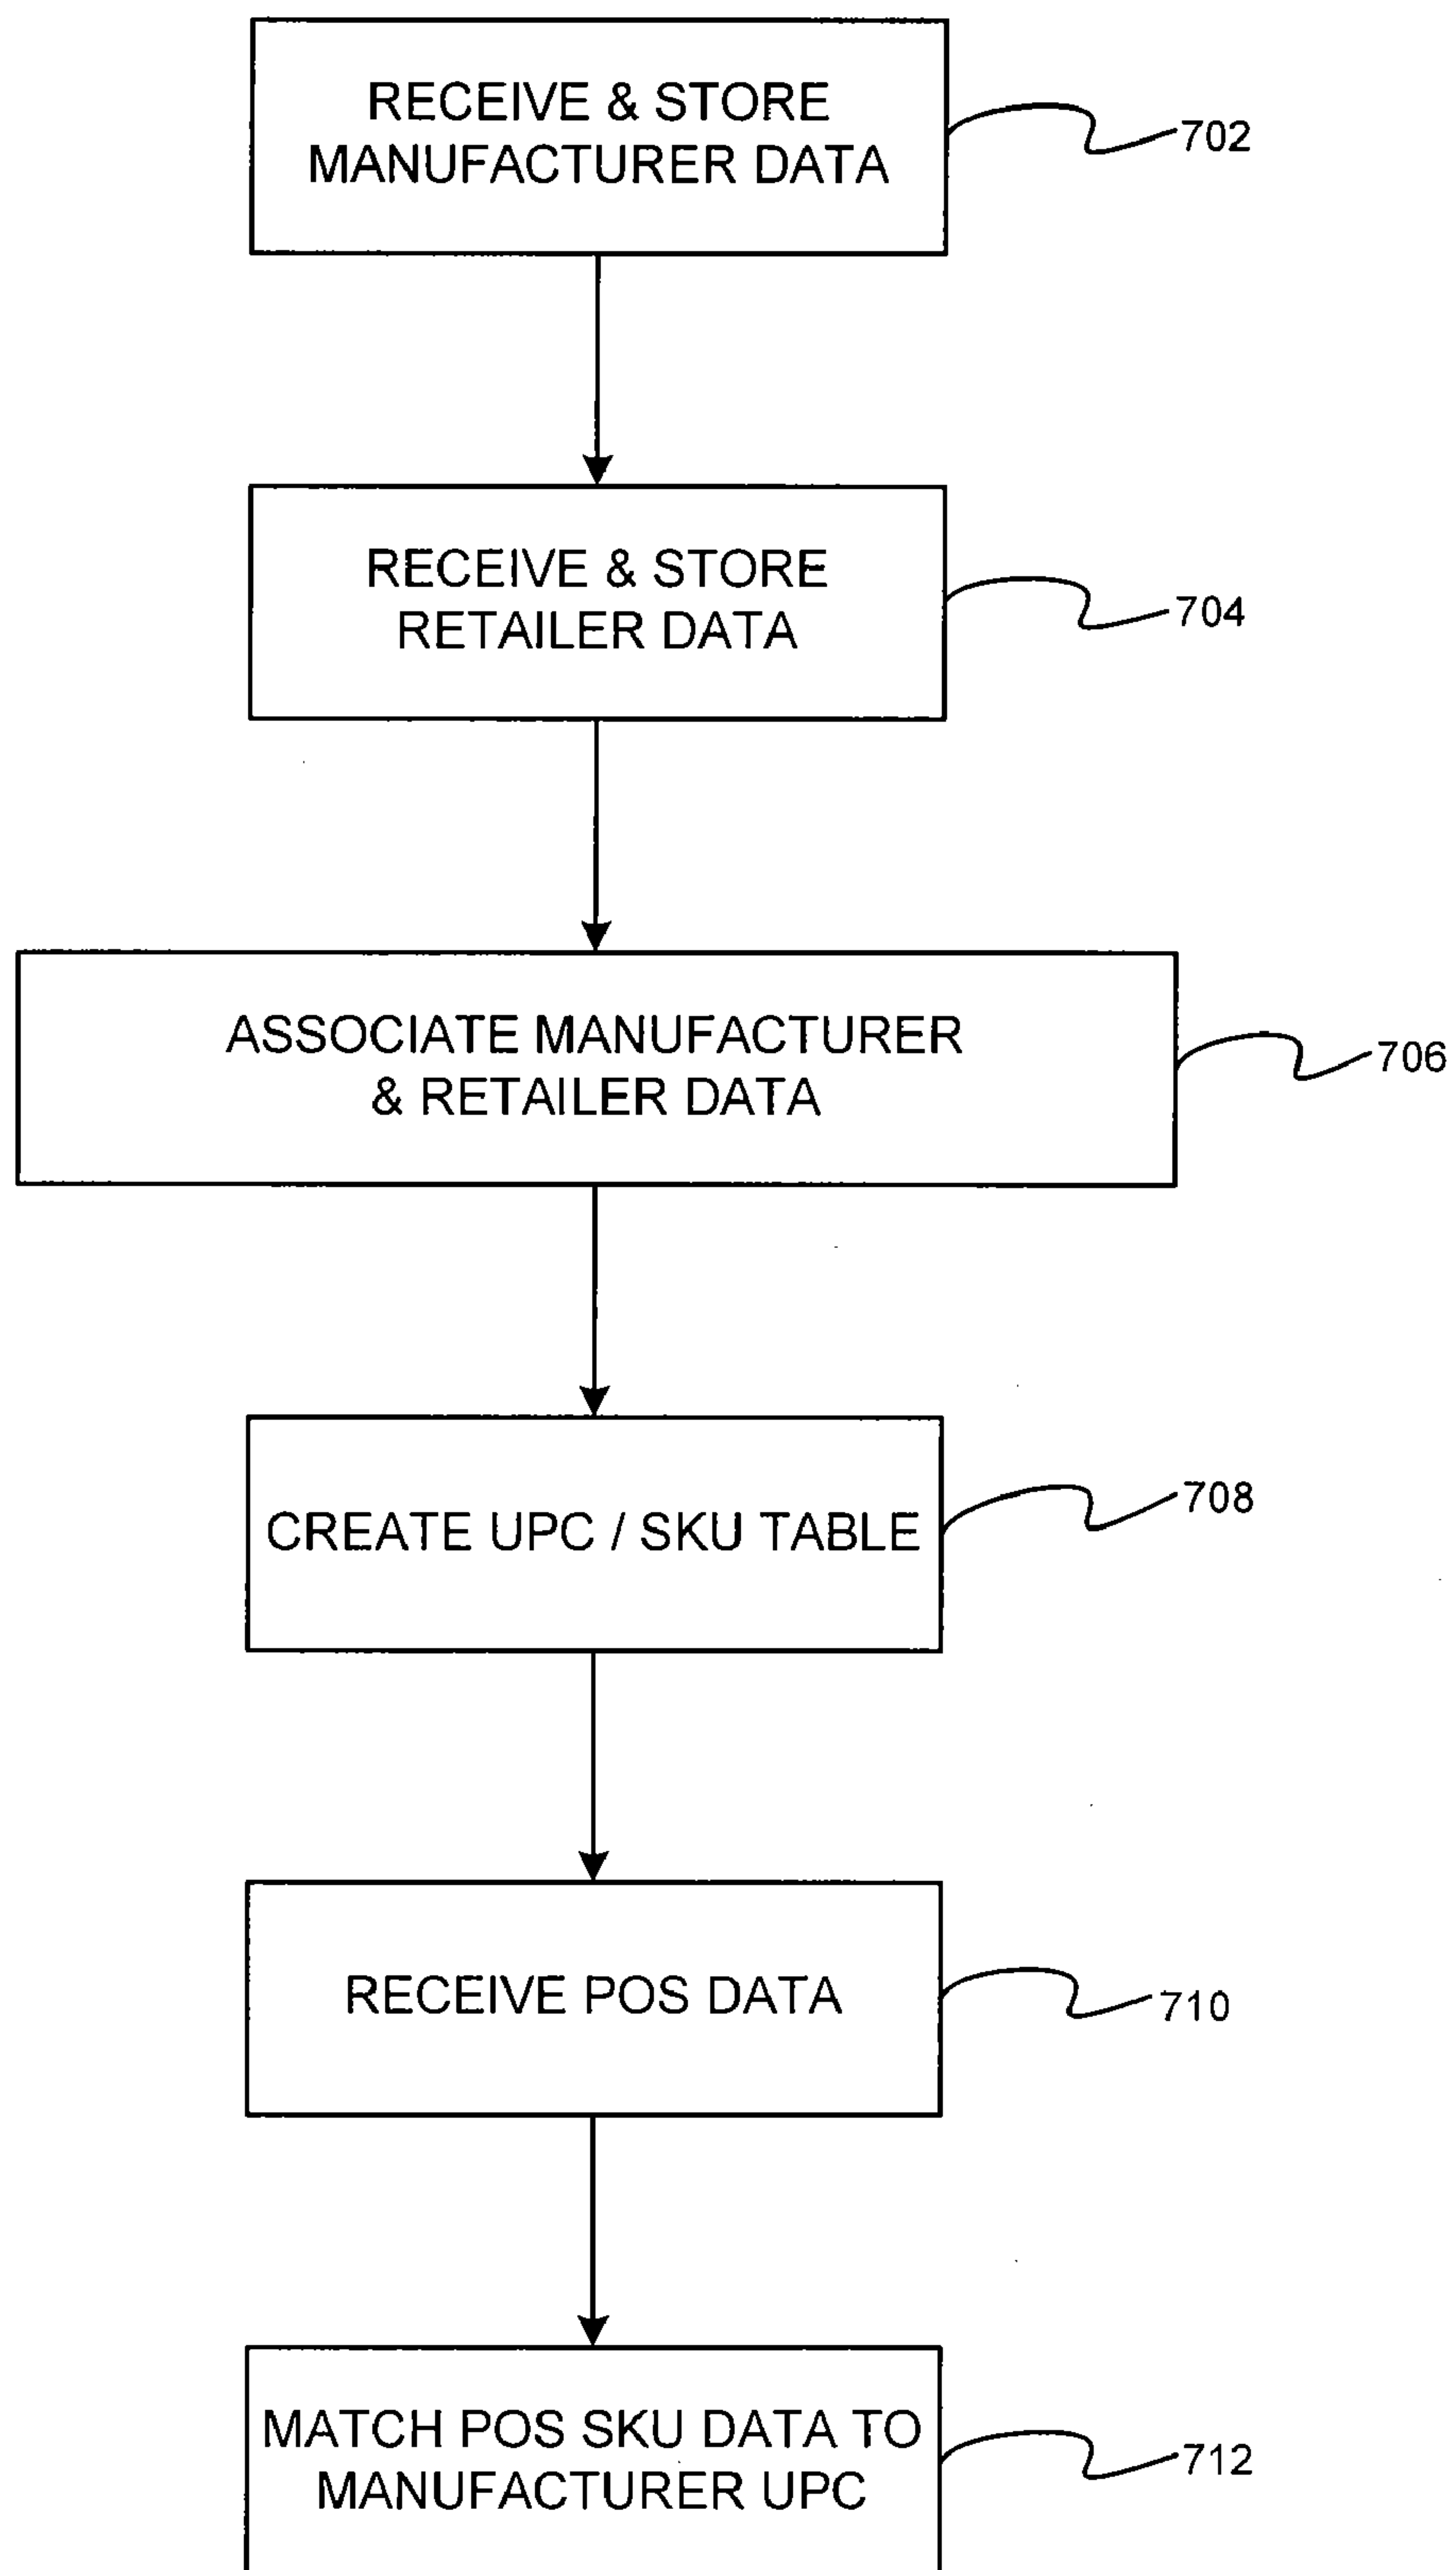 RECEIVE & STORE
MANUFACTURER DATA
702
RECEIVE & STORE
RETAILER DATA
704
ASSOCIATE MANUFACTURER
& RETAILER DATA
706
CREATE UPC / SKU TABLE
708
RECEIVE POS DATA
710
MATCH POS SKU DATA TO
MANUFACTURER UPC
712